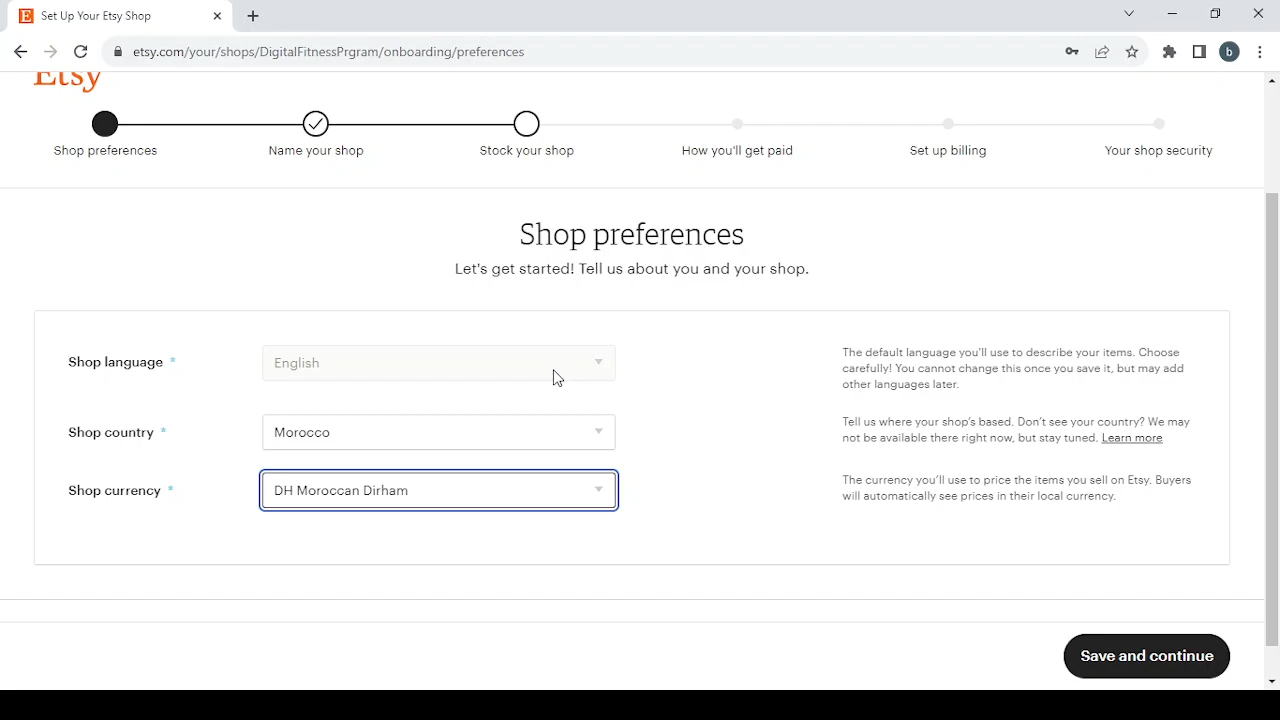 Set Up Your Etsy Shop
etsy.com/your/shops/DigitalFitnessPrgram/onboarding/preferences
b
Etsy
Shop preferences
Name your shop
Stock your shop
How you'll get paid
Set up billing
Your shop security
Shop preferences
Let's get started! Tell us about you and your shop.
Shop language *
English
The default language you'll use to describe your items. Choose
carefully! You cannot change this once you save it, but may add
other languages later.
Shop country *
Morocco
Tell us where your shop's based. Don't see your country? We may
not be available there right now, but stay tuned. Learn more
Shop currency *
DH Moroccan Dirham
The currency you'll use to price the items you sell on Etsy. Buyers
will automatically see prices in their local currency.
Save and continue